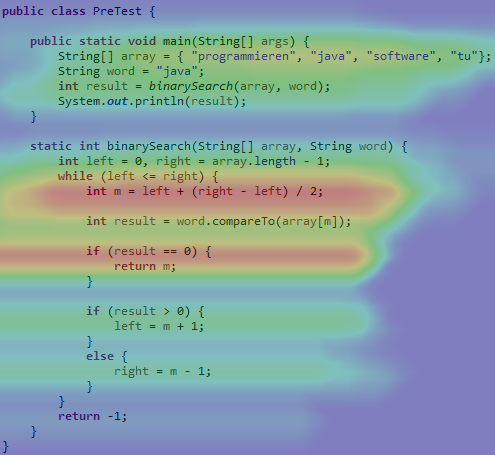 public class PreTest {
public static void main(String[] args) {
String[] array = { "programmieren", "java", "software", "tu"};
String word = "java";
int result = binarySearch(array, word);
System.out.println(result);
}
static int binarySearch(String[] array, String word) {
int left = 0, right = array.length - 1;
while (left <= right) {
int m = left + (right - left) / 2;
int result = word.compareTo(array[m]);
if (result == 0) {
return m;
}
if (result > 0) {
left = m + 1;
}
else {
right = m - 1;
}
}
return -1;
}
}